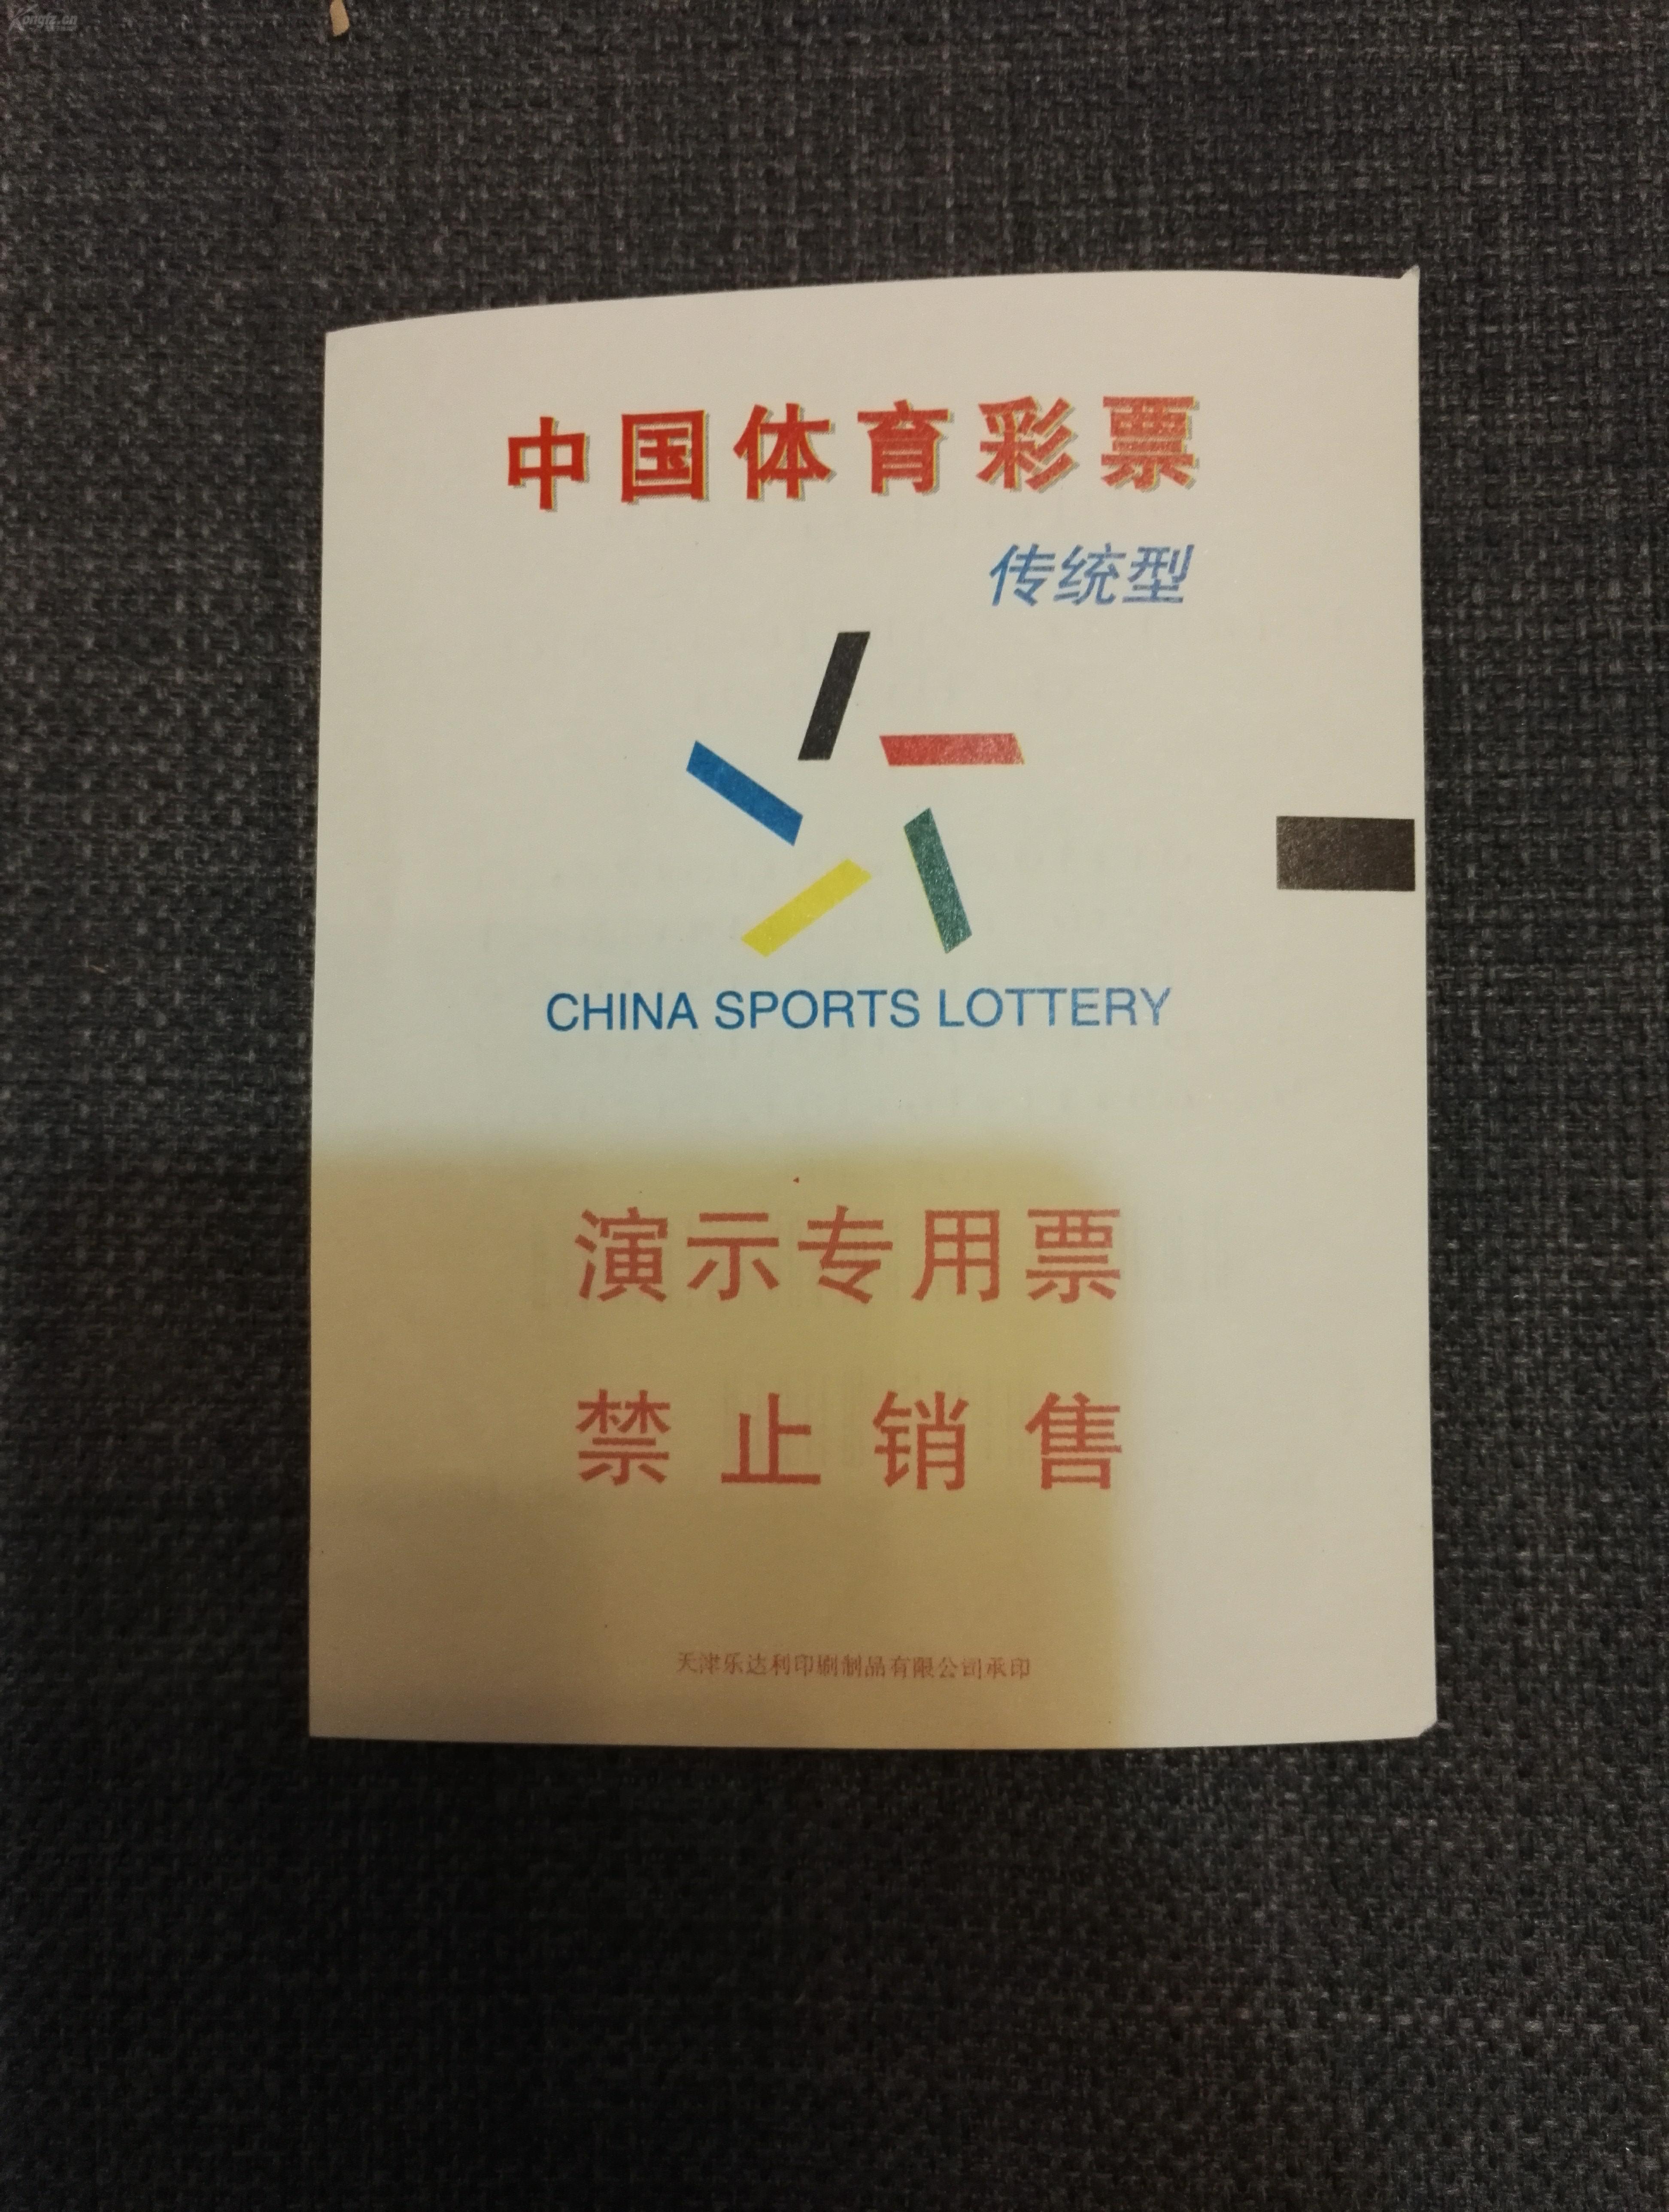 中国体育彩票
传统型
CHINA SPORTS LOTTERY
演示专用票
禁止销售
天津乐达利印刷制品有限公司承印